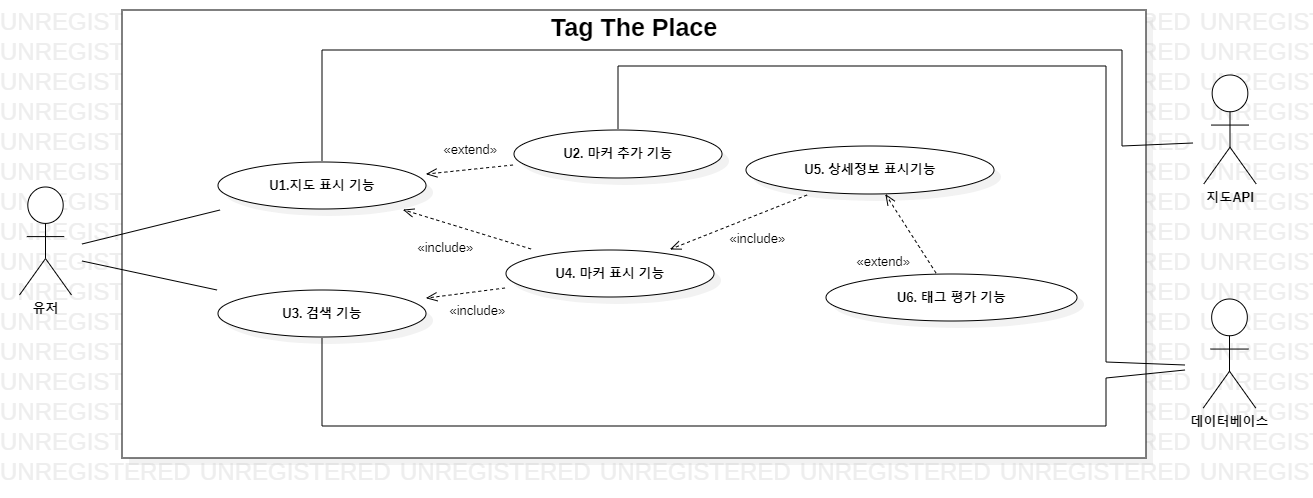 Tag The Place
«extend»
U2. 마커 추가 기능
U5. 상세정보 표시기능
U1.지도 표시 기능
지도API
«include»
«include»
«extend»
U4. 마커 표시 기능
U6. 태그 평가 기능
유저
U3. 검색 기능
«include»
데이터베이스
UNREGISTERED UNREGISTERED UNREGISTERED UNREGISTERED UNREGISTERED UNREGISTERED UNREGIS